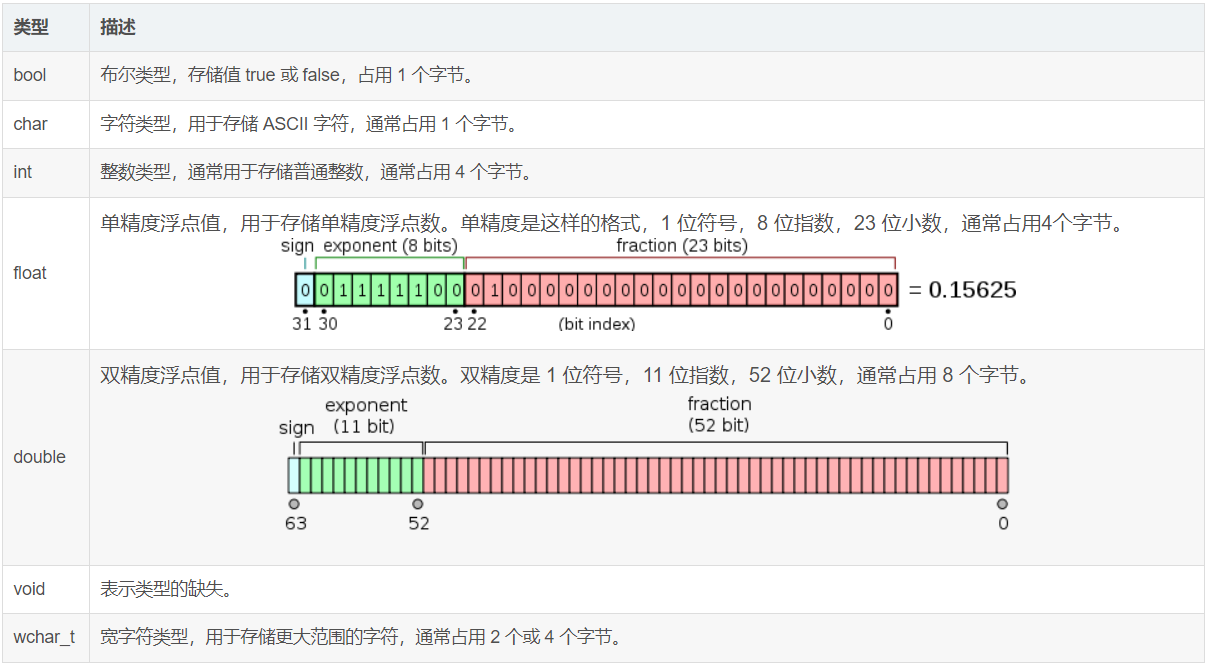 类型 描述
bool 布尔类型，存储值 true 或 false，占用 1 个字节。
char 字符类型，用于存储 ASCII 字符，通常占用 1 个字节。
int 整数类型，通常用于存储普通整数，通常占用 4 个字节。
float 单精度浮点值，用于存储单精度浮点数。单精度是这样的格式，1 位符号，8 位指数，23 位小数，通常占用4个字节。
sign exponent (8 bits) fraction (23 bits)
0 0 1 1 1 1 1 0 0 0 1 0 0 0 0 0 0 0 0 0 0 0 0 0 0 0 0 0 0 0 0 0 = 0.15625
31 30 23 22 (bit index) 0
double 双精度浮点值，用于存储双精度浮点数。双精度是 1 位符号，11 位指数，52 位小数，通常占用 8 个字节。
sign exponent (11 bit) fraction (52 bit)
63 52 0
void 表示类型的缺失。
wchar_t 宽字符类型，用于存储更大范围的字符，通常占用 2 个或 4 个字节。